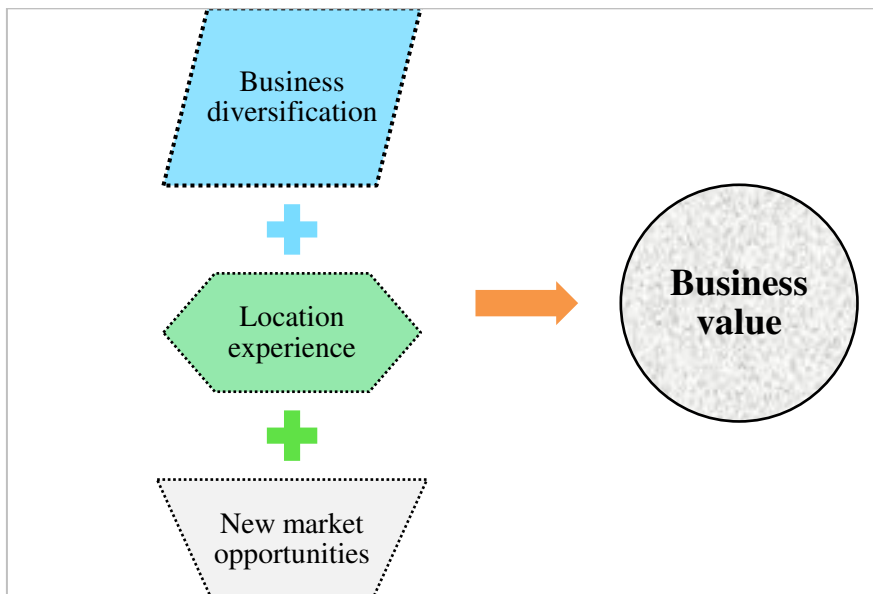 Business
diversification
Location
experience
New market
opportunities
Business
value